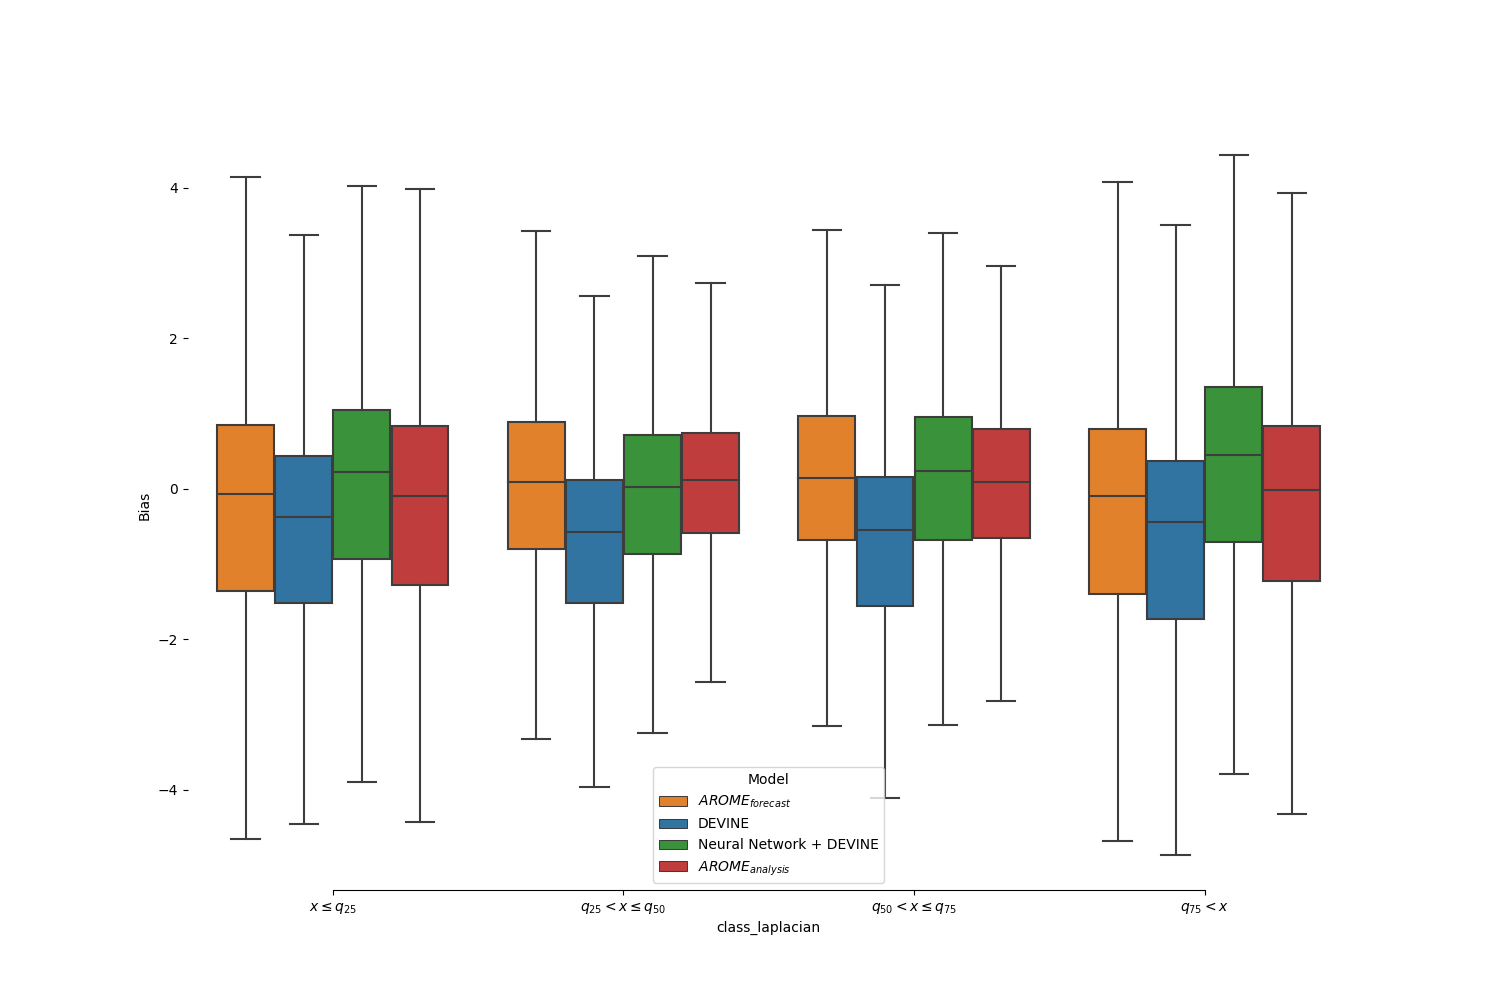 4
2
0
−2
−4
Bias
Model
AROME_forecast
DEVINE
Neural Network + DEVINE
AROME_analysis
x ≤ q₂₅
q₂₅ < x ≤ q₅₀
q₅₀ < x ≤ q₇₅
q₇₅ < x
class_laplacian